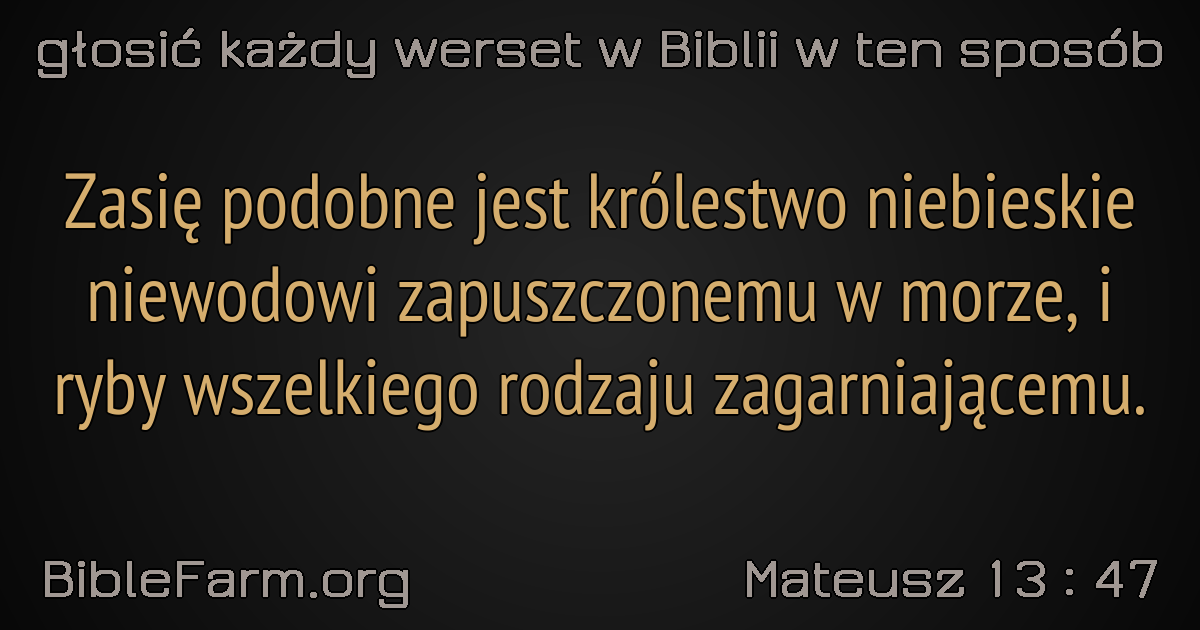 głosić każdy werset w Biblii w ten sposób
Zasię podobne jest królestwo niebieskie
niewodowi zapuszczonemu w morze, i
ryby wszelkiego rodzaju zagarniającemu.
BibleFarm.org
Mateusz 13 : 47